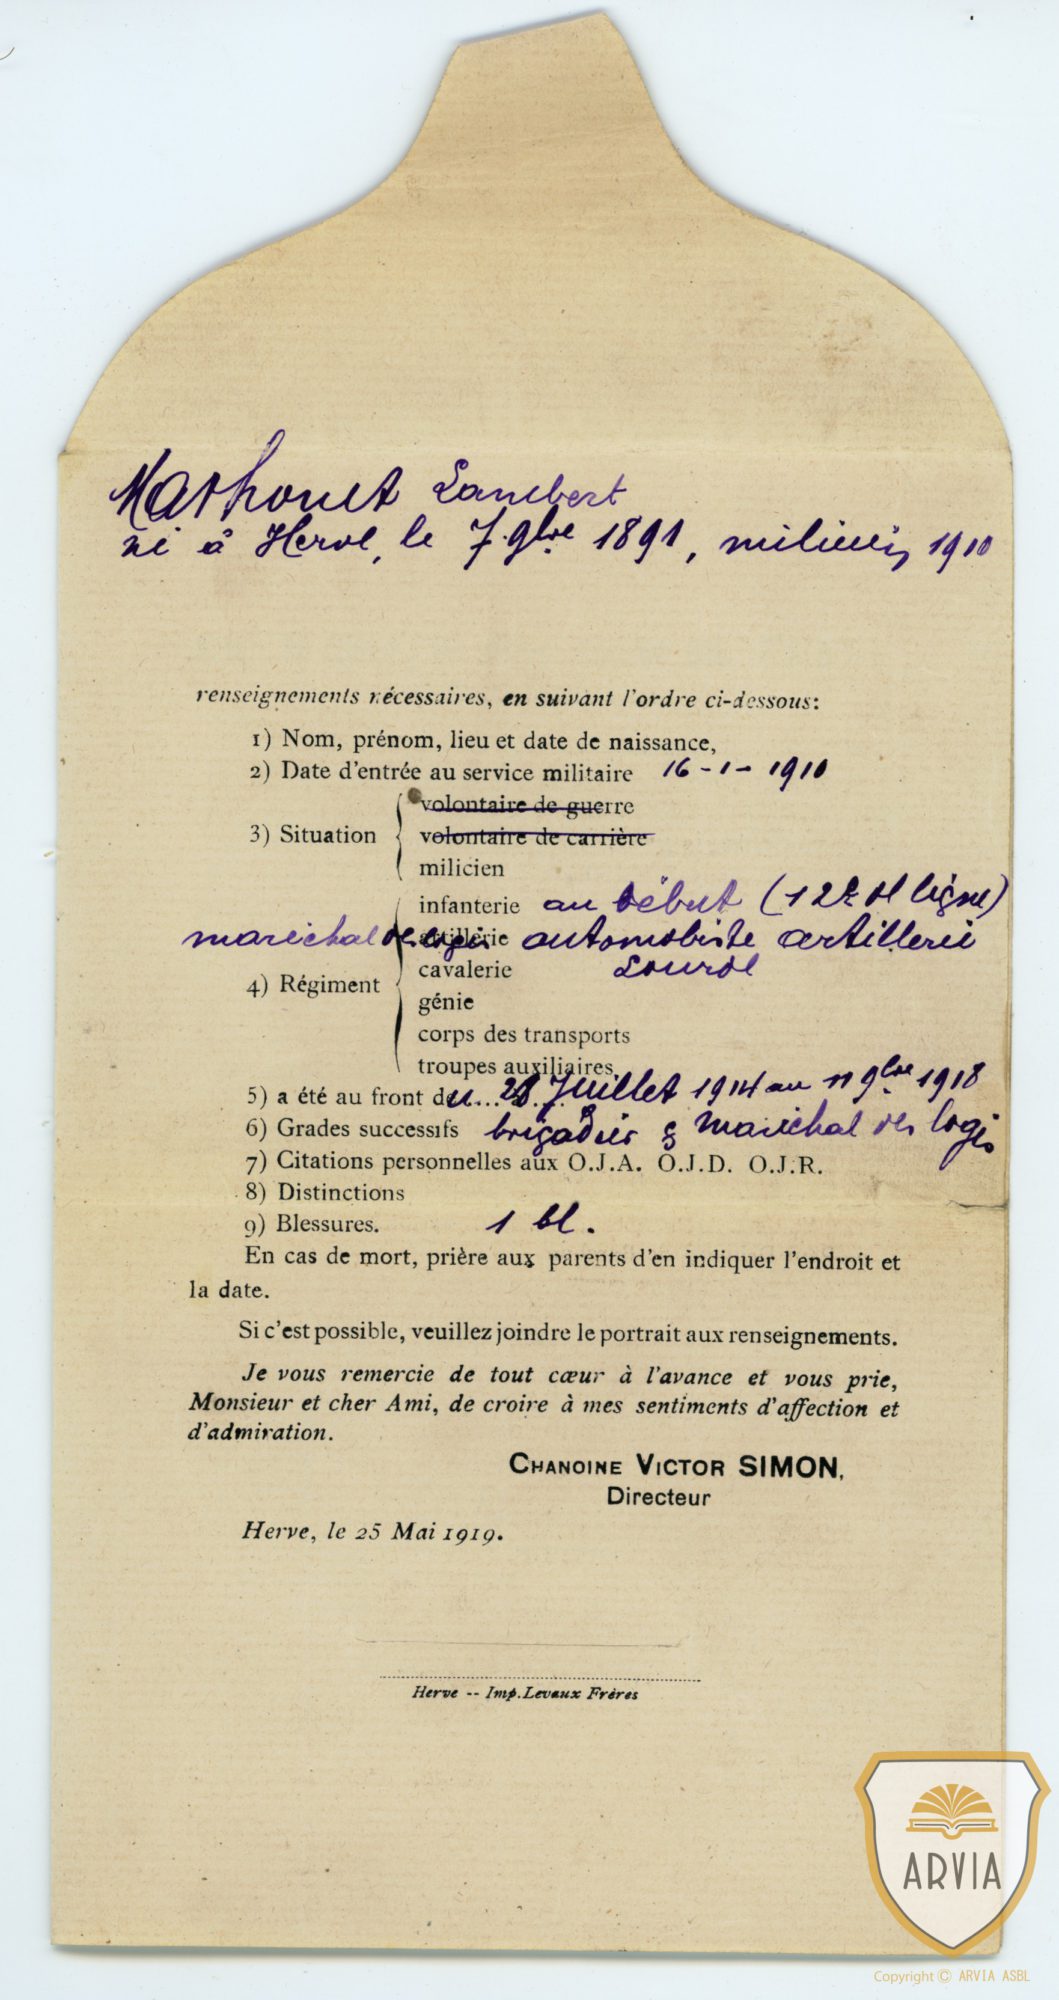 Mathonet Lambert
né à Herve, le 7 9bre 1891, milicien 1910
renseignements nécessaires, en suivant l'ordre ci-dessous:
1) Nom, prénom, lieu et date de naissance,
2) Date d'entrée au service militaire 16-1-1910
volontaire de guerre
3) Situation volontaire de carrière
milicien
infanterie au début (12e de ligne)
maréchal des logis artillerie automobiste artillerie
cavalerie lourde
4) Régiment
génie
corps des transports
troupes auxiliaires
5) a été au front du 28 Juillet 1914 au 11 9bre 1918
6) Grades successifs brigadier & maréchal des logis
7) Citations personnelles aux O.J.A. O.J.D. O.J.R.
8) Distinctions
9) Blessures. 1 bl.
En cas de mort, prière aux parents d'en indiquer l'endroit et
la date.
Si c'est possible, veuillez joindre le portrait aux renseignements.
Je vous remercie de tout cœur à l'avance et vous prie,
Monsieur et cher Ami, de croire à mes sentiments d'affection et
d'admiration.
CHANOINE VICTOR SIMON,
Directeur
Herve, le 25 Mai 1919.
Herve -- Imp. Levaux Frères
ARVIA
Copyright © ARVIA ASBL